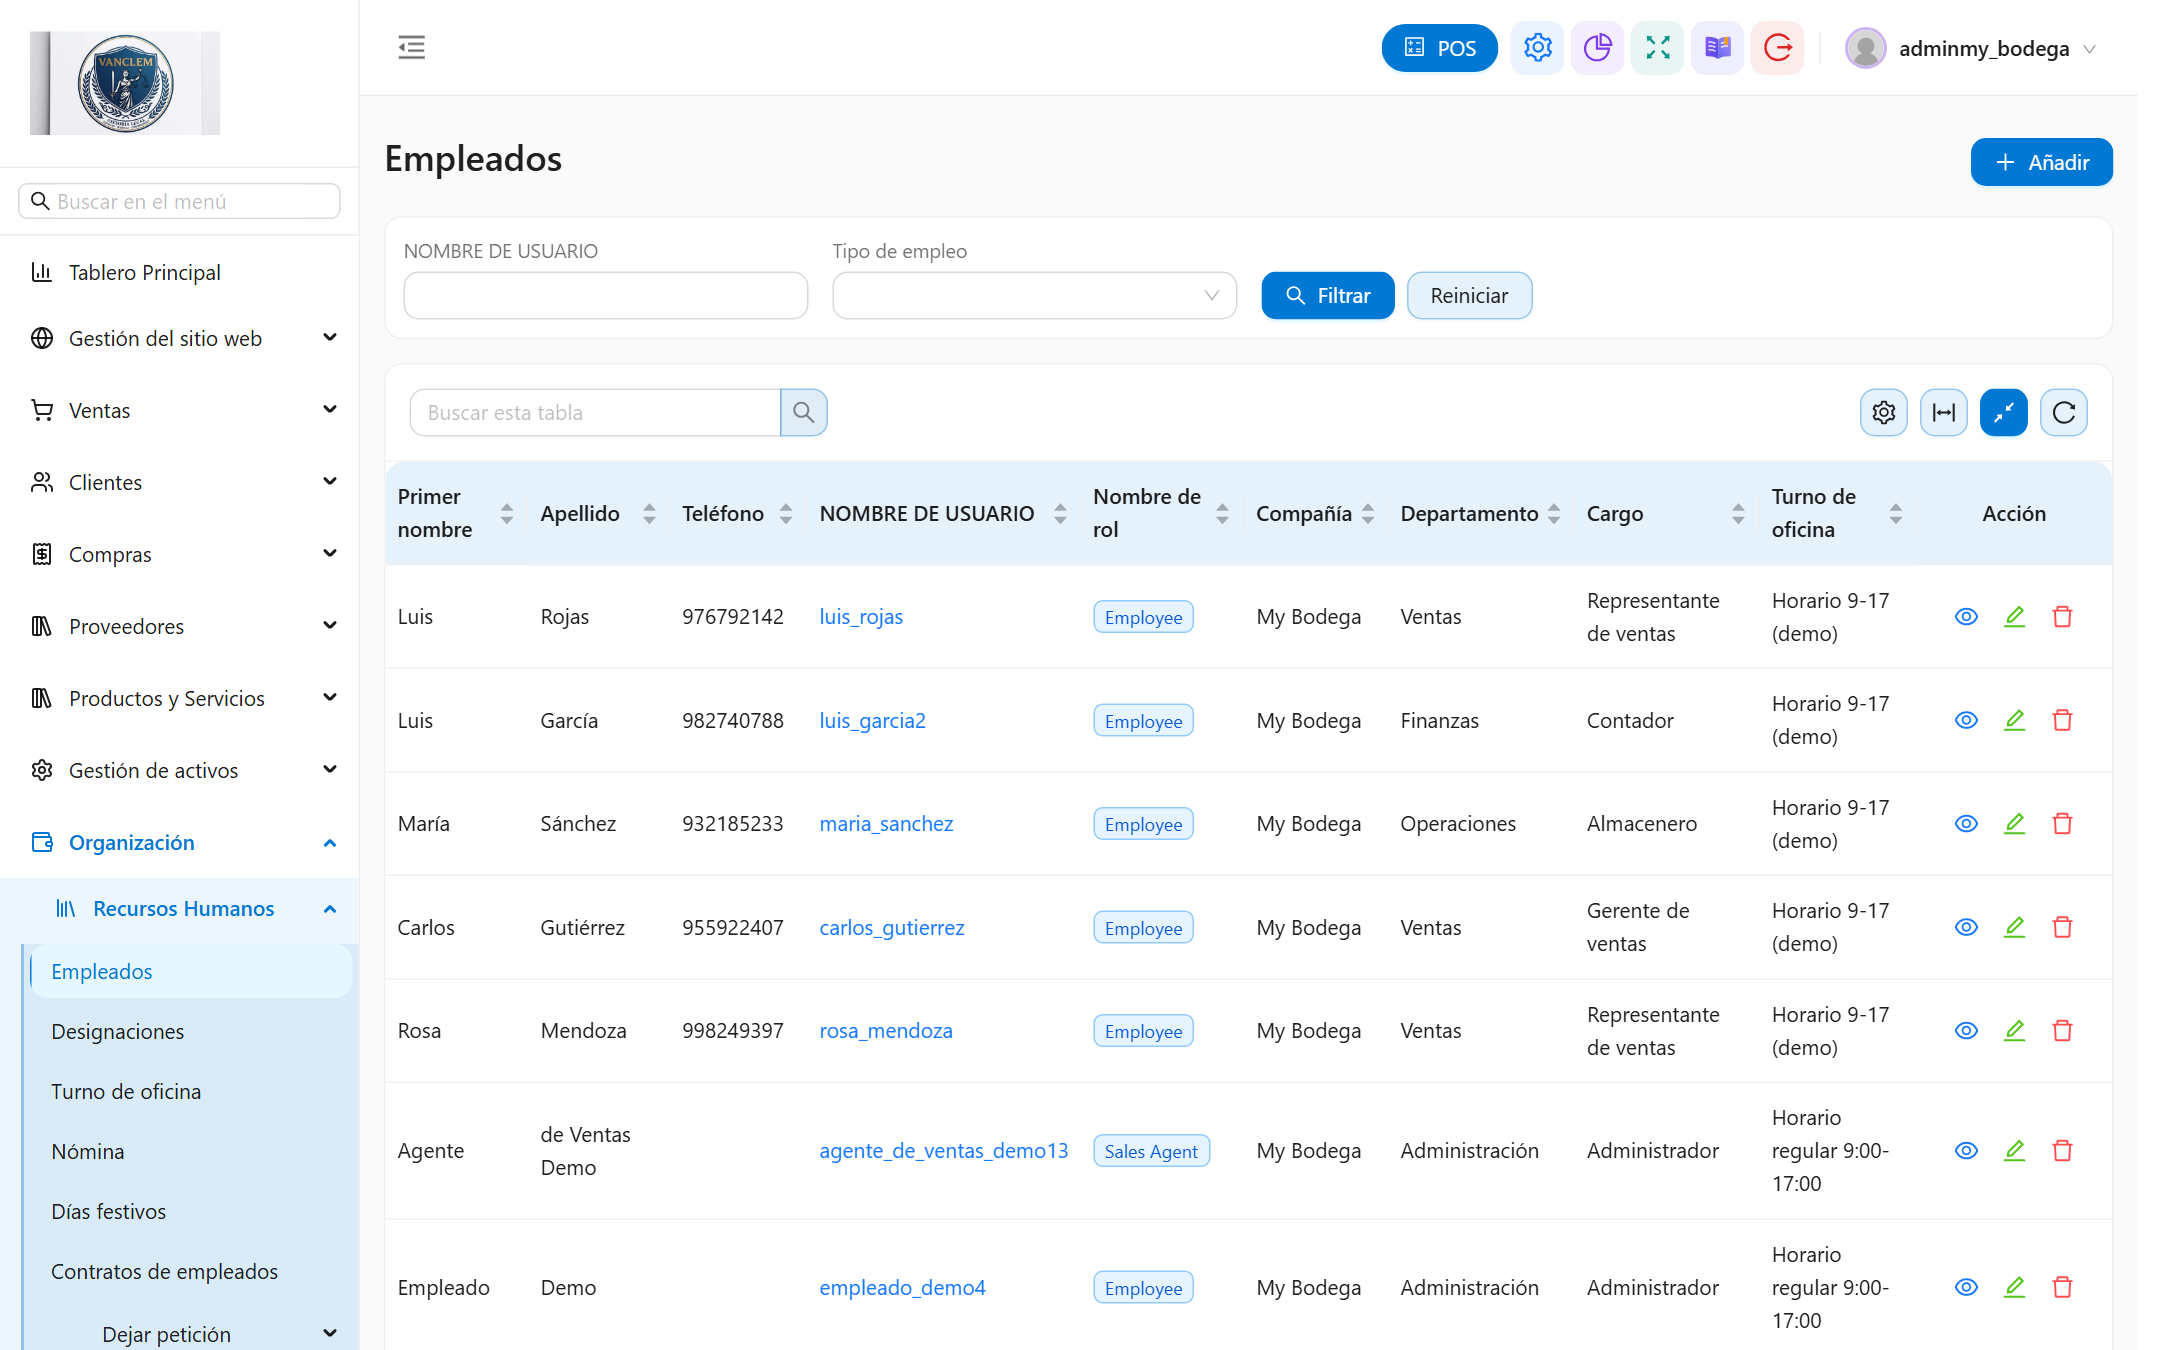 VANCLEM
ASESORÍA LEGAL
POS
adminmy_bodega
Buscar en el menú
Tablero Principal
Gestión del sitio web
Ventas
Clientes
Compras
Proveedores
Productos y Servicios
Gestión de activos
Organización
Recursos Humanos
Empleados
Designaciones
Turno de oficina
Nómina
Días festivos
Contratos de empleados
Dejar petición
Empleados
Añadir
NOMBRE DE USUARIO
Tipo de empleo
Filtrar
Reiniciar
Buscar esta tabla
Primer nombre Apellido Teléfono NOMBRE DE USUARIO Nombre de rol Compañía Departamento Cargo Turno de oficina Acción
Luis Rojas 976792142 luis_rojas Employee My Bodega Ventas Representante de ventas Horario 9-17 (demo)
Luis García 982740788 luis_garcia2 Employee My Bodega Finanzas Contador Horario 9-17 (demo)
María Sánchez 932185233 maria_sanchez Employee My Bodega Operaciones Almacenero Horario 9-17 (demo)
Carlos Gutiérrez 955922407 carlos_gutierrez Employee My Bodega Ventas Gerente de ventas Horario 9-17 (demo)
Rosa Mendoza 998249397 rosa_mendoza Employee My Bodega Ventas Representante de ventas Horario 9-17 (demo)
Agente de Ventas Demo agente_de_ventas_demo13 Sales Agent My Bodega Administración Administrador Horario regular 9:00-17:00
Empleado Demo empleado_demo4 Employee My Bodega Administración Administrador Horario regular 9:00-17:00